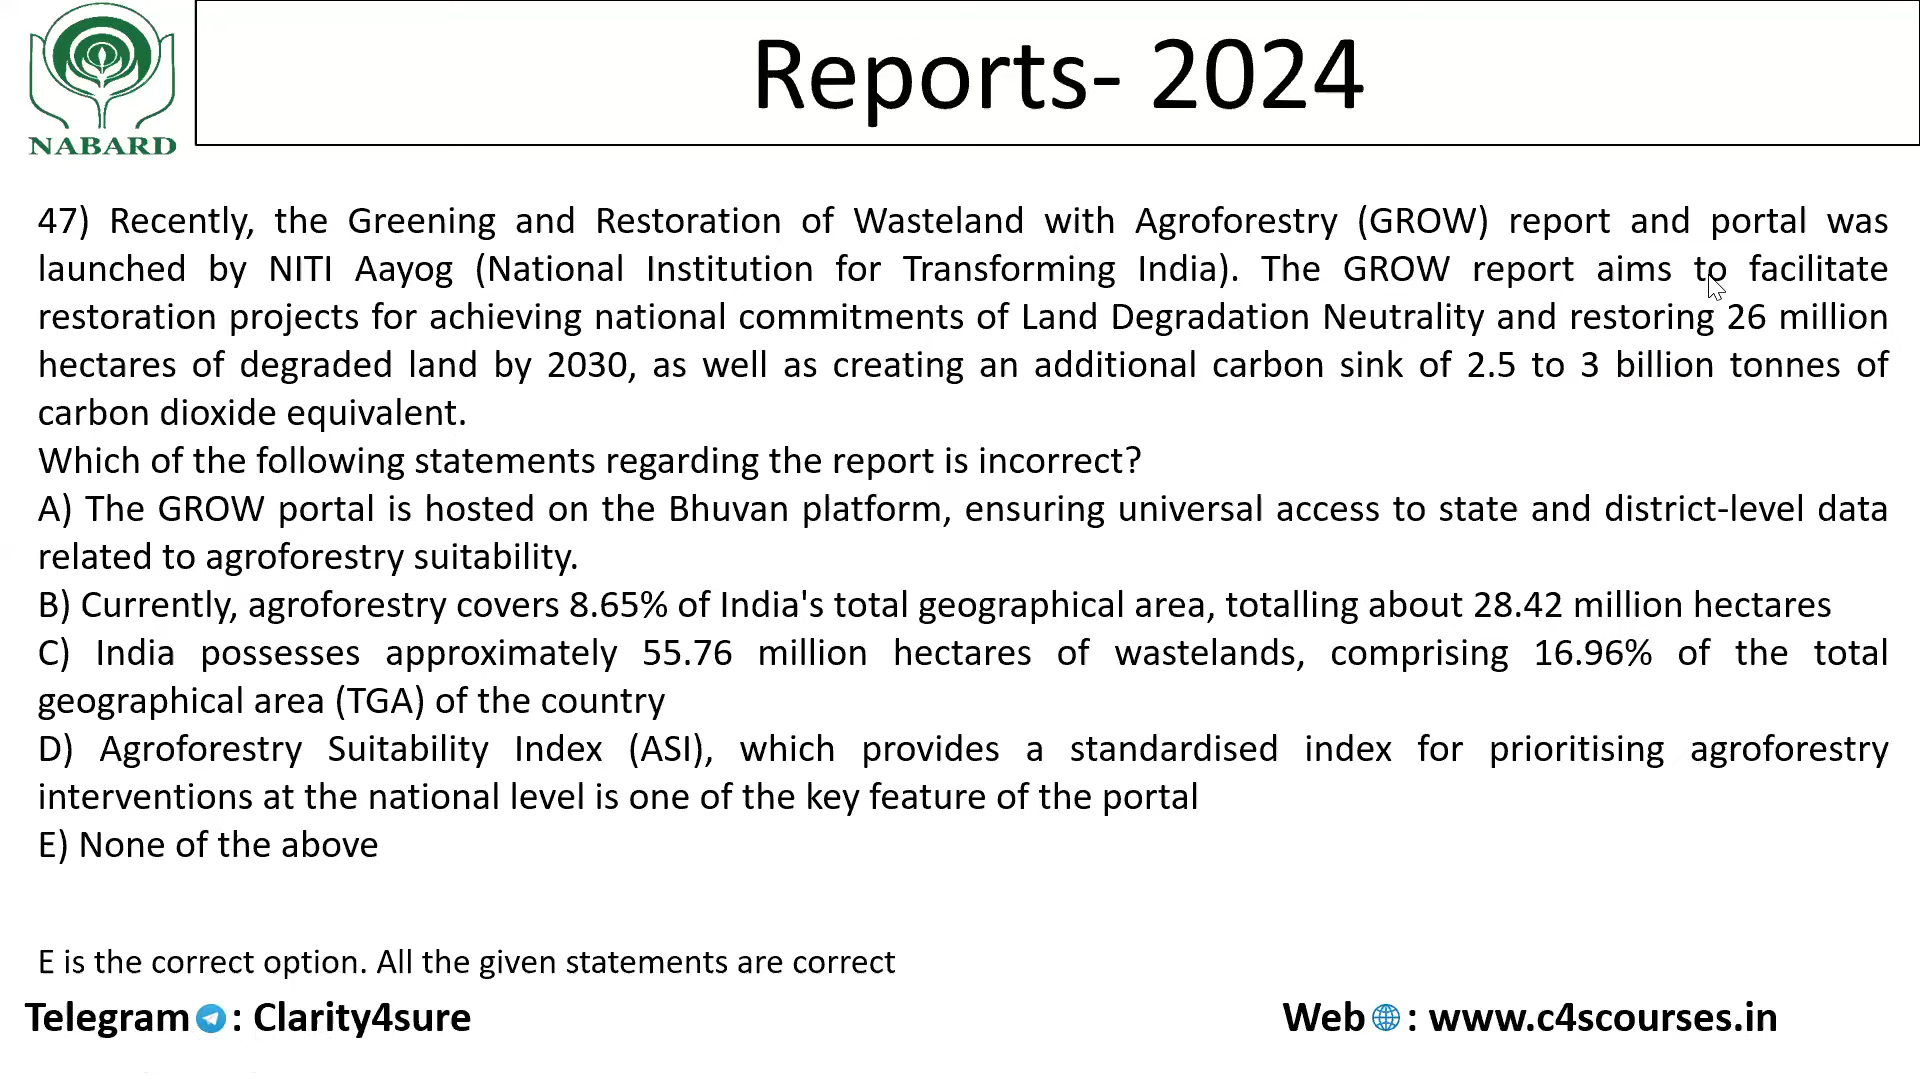 Reports- 2024
NABARD
47) Recently, the Greening and Restoration of Wasteland with Agroforestry (GROW) report and portal was
launched by NITI Aayog (National Institution for Transforming India). The GROW report aims to facilitate
restoration projects for achieving national commitments of Land Degradation Neutrality and restoring 26 million
hectares of degraded land by 2030, as well as creating an additional carbon sink of 2.5 to 3 billion tonnes of
carbon dioxide equivalent.
Which of the following statements regarding the report is incorrect?
A) The GROW portal is hosted on the Bhuvan platform, ensuring universal access to state and district-level data
related to agroforestry suitability.
B) Currently, agroforestry covers 8.65% of India's total geographical area, totalling about 28.42 million hectares
C) India possesses approximately 55.76 million hectares of wastelands, comprising 16.96% of the total
geographical area (TGA) of the country
D) Agroforestry Suitability Index (ASI), which provides a standardised index for prioritising agroforestry
interventions at the national level is one of the key feature of the portal
E) None of the above
E is the correct option. All the given statements are correct
Telegram : Clarity4sure
Web : www.c4scourses.in